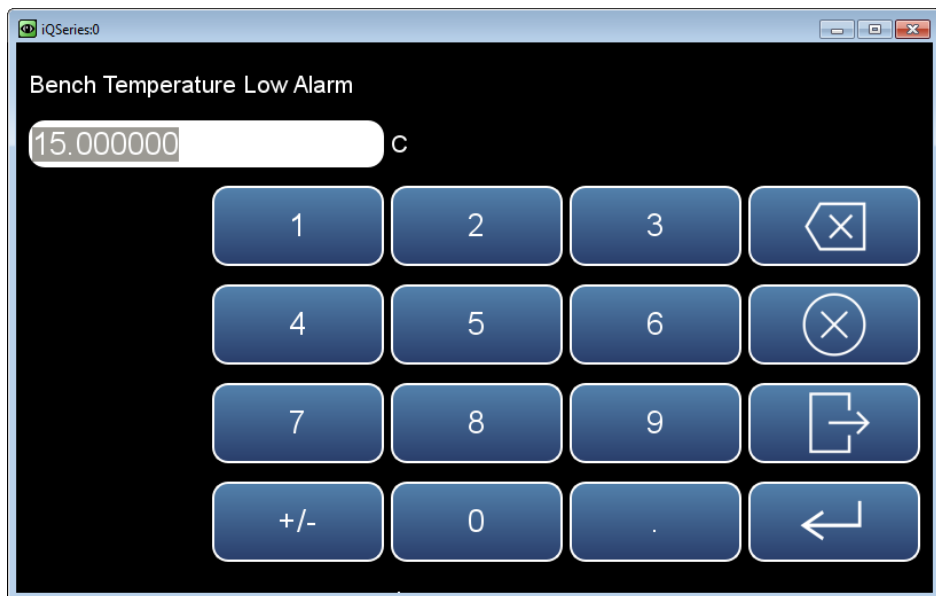 iQSeries:0
Bench Temperature Low Alarm
15.000000 C
1 2 3
4 5 6
7 8 9
+/- 0 .